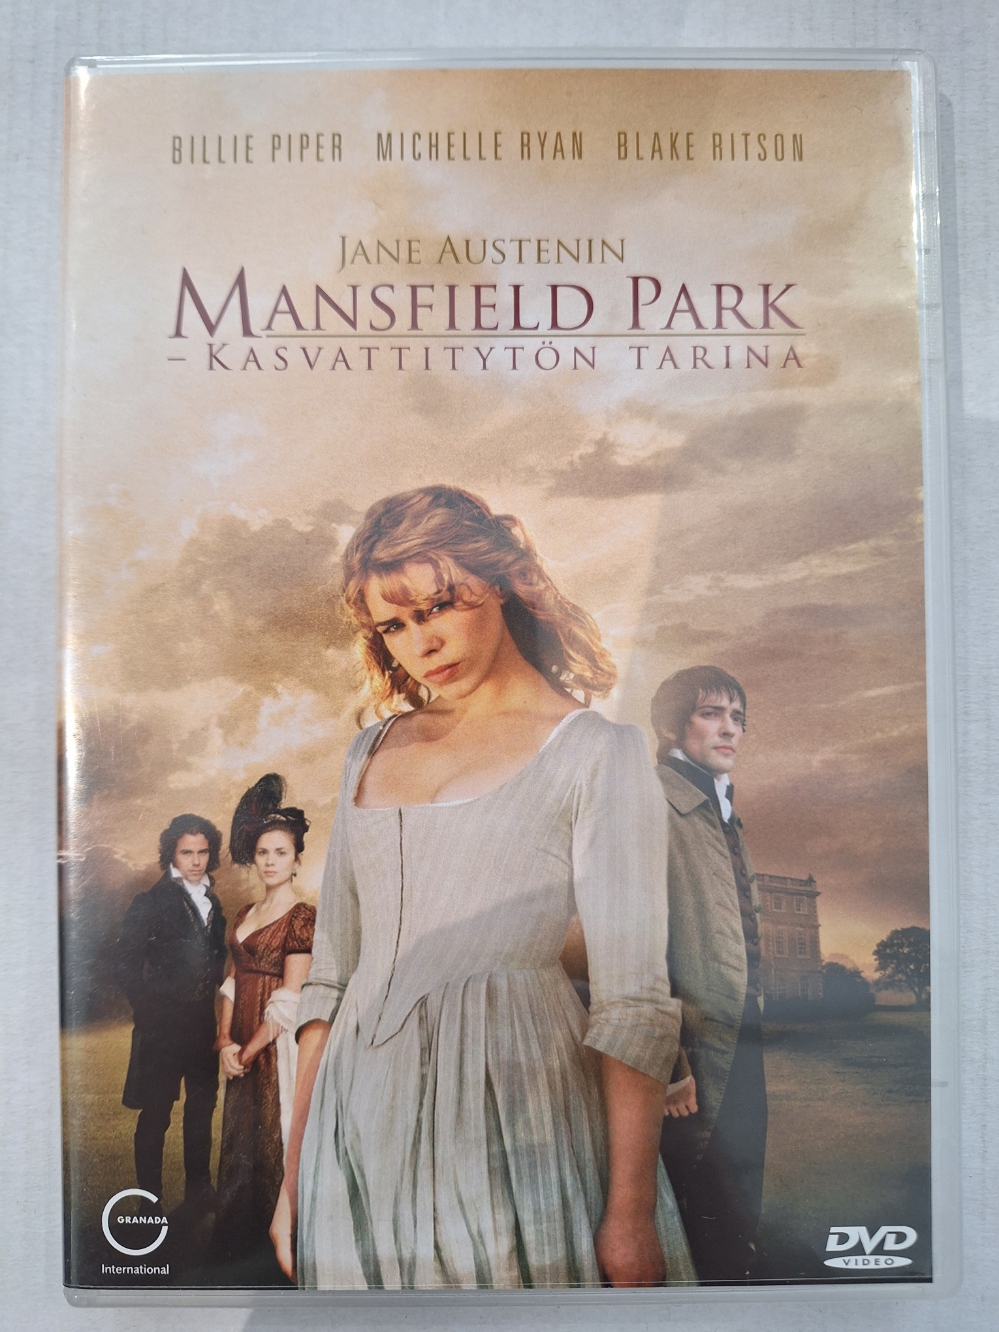 BILLIE PIPER MICHELLE RYAN BLAKE RITSON
JANE AUSTENIN
MANSFIELD PARK
– KASVATTITYTÖN TARINA
GRANADA
International
DVD
VIDEO